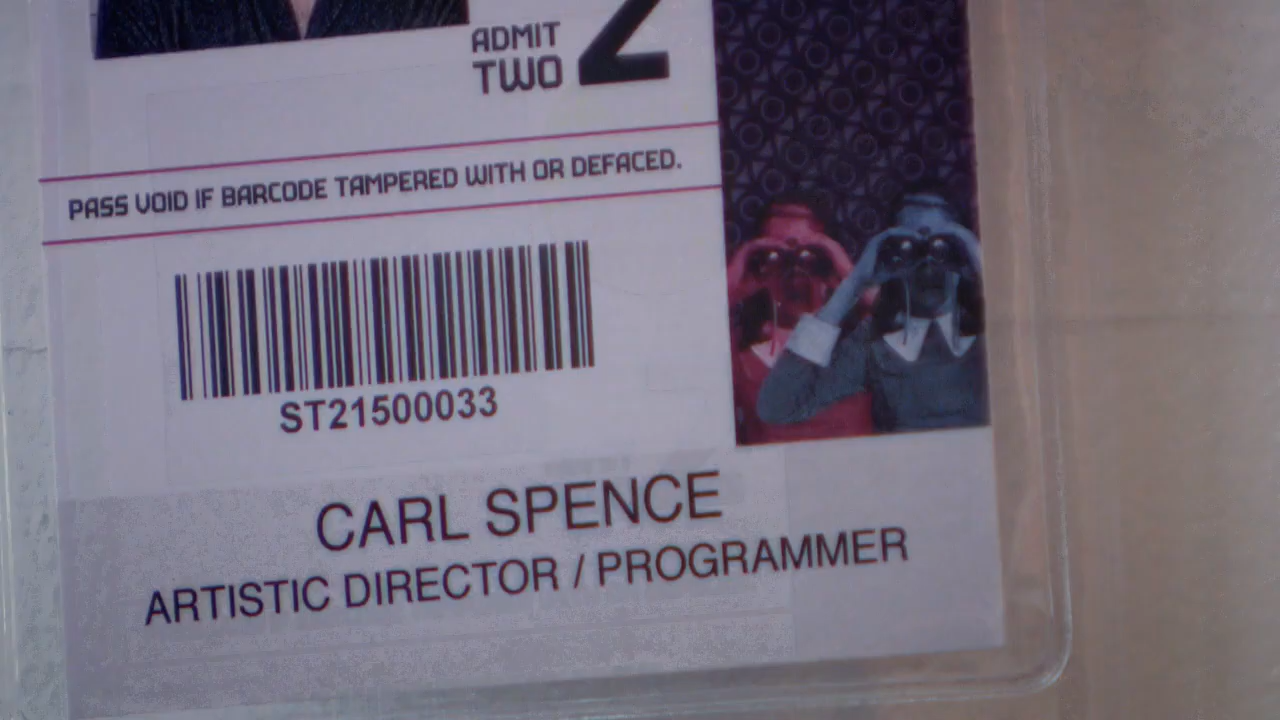 ADMIT
TWO 2
PASS VOID IF BARCODE TAMPERED WITH OR DEFACED.
ST21500033
CARL SPENCE
ARTISTIC DIRECTOR / PROGRAMMER